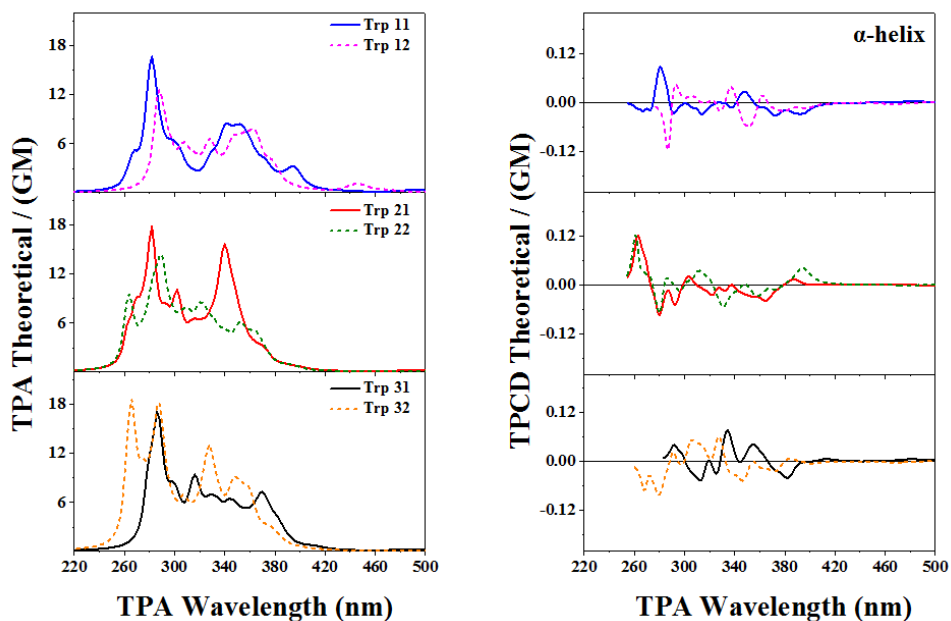 TPA Theoretical / (GM)
18
12
6
Trp 11
Trp 12
18
12
6
Trp 21
Trp 22
18
12
6
Trp 31
Trp 32
220 260 300 340 380 420 460 500
TPA Wavelength (nm)
TPCD Theoretical / (GM)
α-helix
0.12
0.00
-0.12
0.12
0.00
-0.12
0.12
0.00
-0.12
220 260 300 340 380 420 460 500
TPA Wavelength (nm)